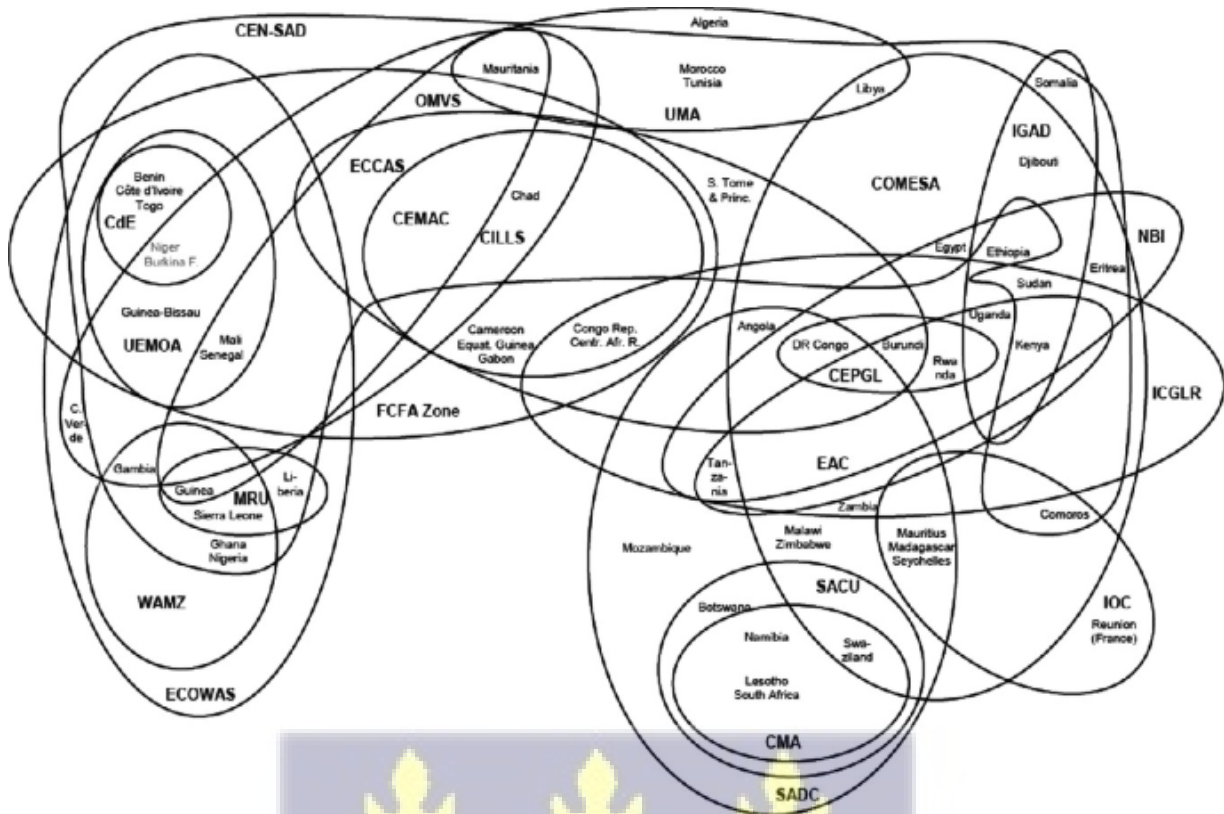 CEN-SAD
Algeria
Mauritania
Morocco
Tunisia
Libya
Somalia
OMVS
UMA
IGAD
Djibouti
ECCAS
Benin
Côte d'Ivoire
Togo
CdE
Niger
Burkina F.
Chad
CEMAC
CILLS
S. Tome
& Princ.
COMESA
Egypt
Ethiopia
NBI
Eritrea
Sudan
Guinea-Bissau
UEMOA
Mali
Senegal
Cameroon
Equat. Guinea
Gabon
Congo Rep.
Centr. Afr. R.
Angola
DR Congo
Burundi
CEPGL
Rwa
nda
Uganda
Kenya
ICGLR
C.
Ver-
de
FCFA Zone
Gambia
Guinea
MRU
Li-
beria
Sierra Leone
Ghana
Nigeria
Tan-
za-
nia
EAC
Zambia
Comoros
Mozambique
Malawi
Zimbabwe
Mauritius
Madagascar
Seyohelles
WAMZ
SACU
Botswana
Namibia
Swa-
ziland
IOC
Reunion
(France)
Lesotho
South Africa
ECOWAS
CMA
SADC